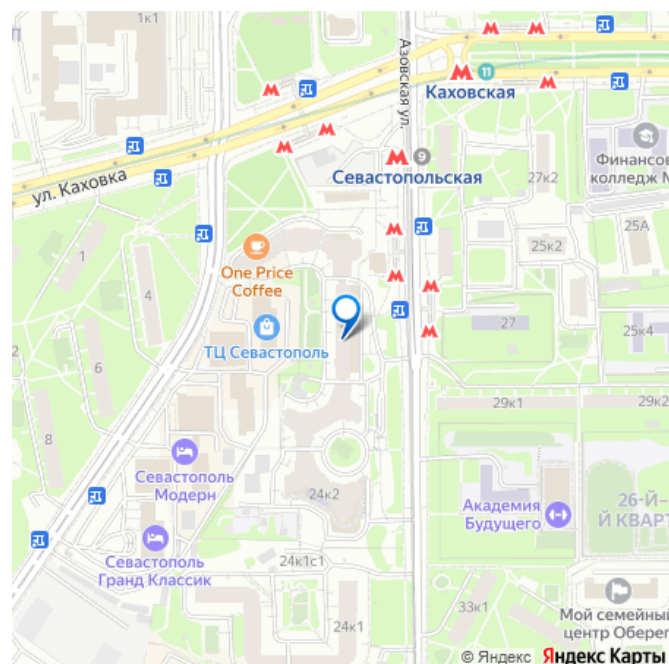 1к1
Азовская ул.
11
Каховская
9
Севастопольская
27к2
Финансов
колледж №
ул. Каховка
25А
25к2
1
4
One Price
Coffee
27
25к4
ТЦ Севастополь
2
6
29к1
29к2
8
Севастополь
Модерн
24к2
Академия
Будущего
26-Й-
Й КВАРТ
Севастополь
Гранд Классик
24к1с1
33к1
24к1
Мой семейный
центр Оберег
© Яндекс Яндекс Карты